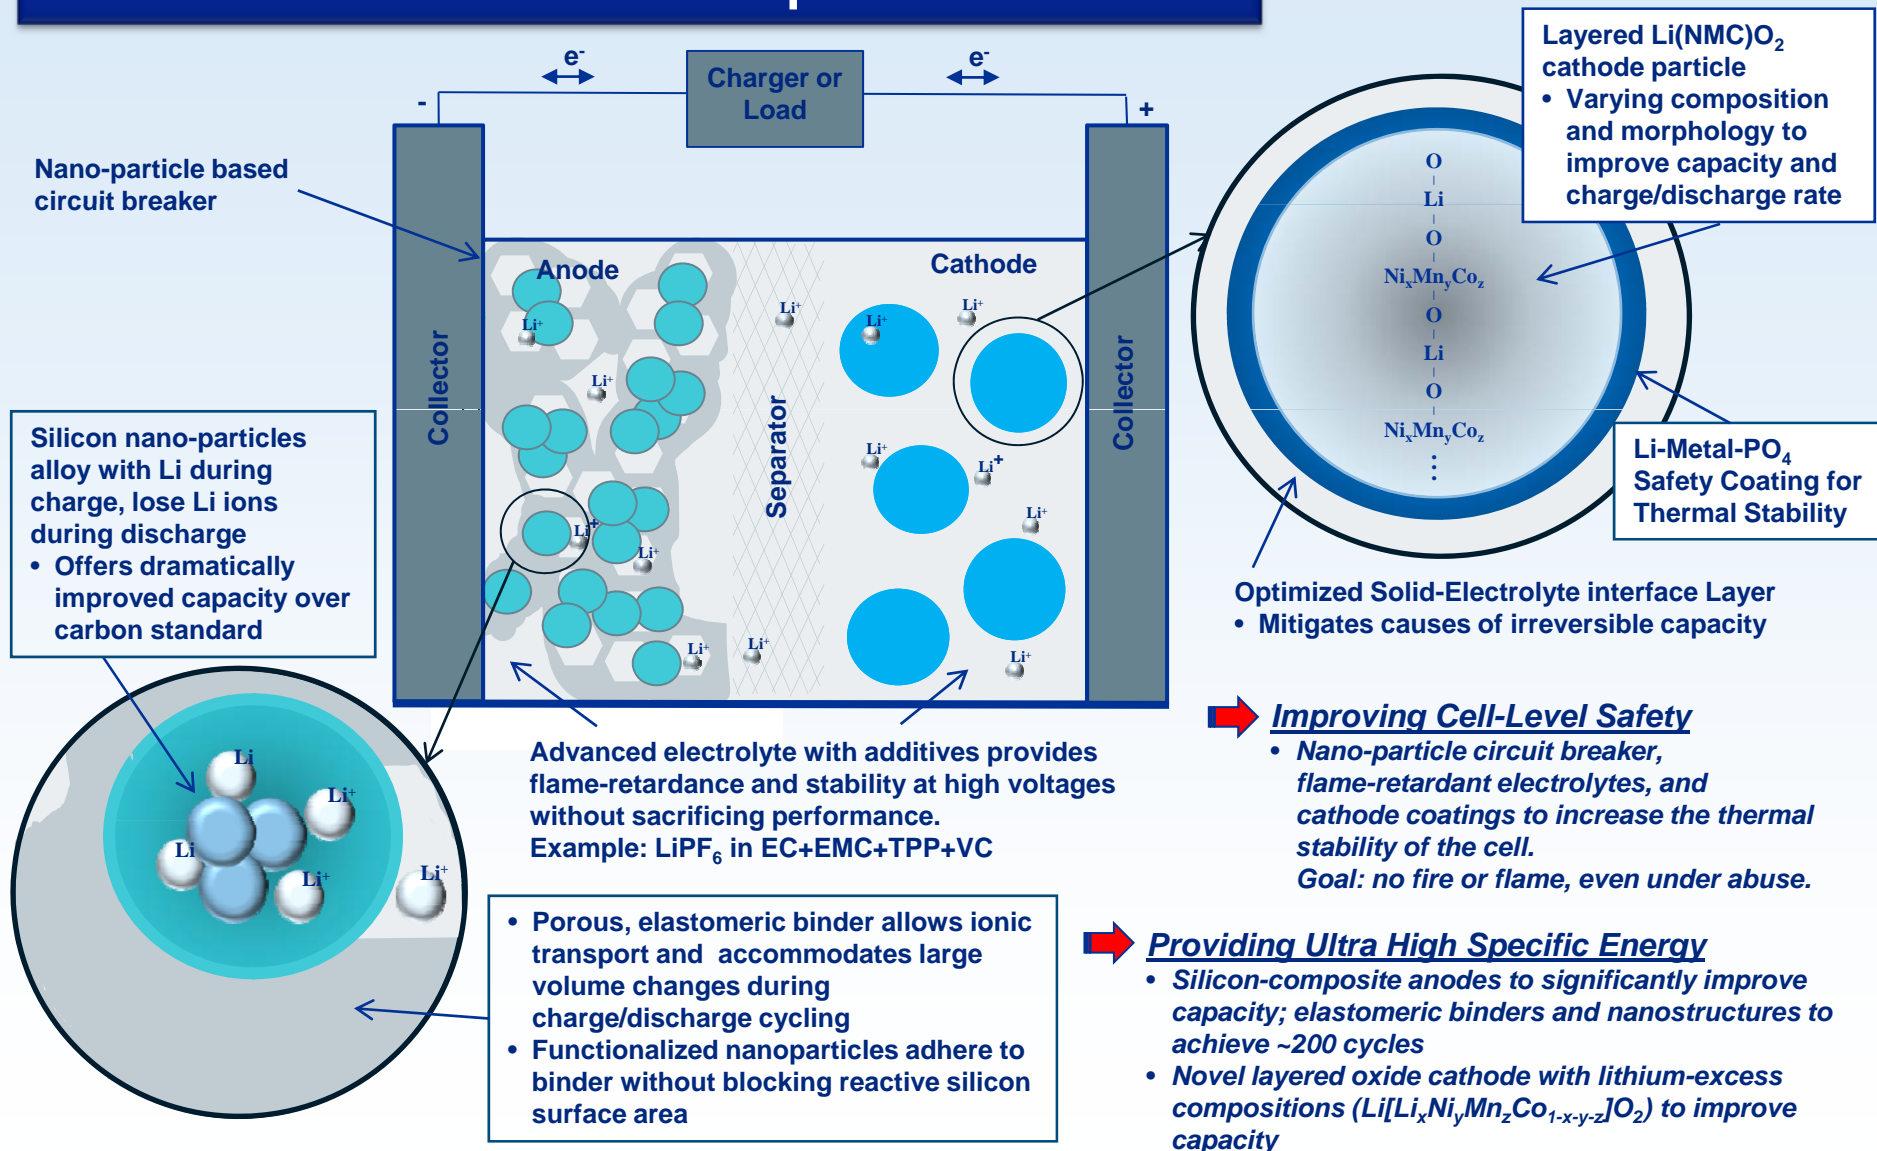 e-
e-
Charger or
Load
-
+
Layered Li(NMC)O2
cathode particle
• Varying composition
and morphology to
improve capacity and
charge/discharge rate
Nano-particle based
circuit breaker
Anode
Cathode
Collector
Separator
Collector
Li+
Li+
Li+
Li+
Li+
Li+
Li+
Li+
Li+
Li+
Li+
Li+
Li+
O
Li
O
NixMnyCoz
O
Li
O
NixMnyCoz
Li-Metal-PO4
Safety Coating for
Thermal Stability
Silicon nano-particles
alloy with Li during
charge, lose Li ions
during discharge
• Offers dramatically
improved capacity over
carbon standard
Optimized Solid-Electrolyte interface Layer
• Mitigates causes of irreversible capacity
Li
Li+
Li
Li+
Li+
Advanced electrolyte with additives provides
flame-retardance and stability at high voltages
without sacrificing performance.
Example: LiPF6 in EC+EMC+TPP+VC
• Porous, elastomeric binder allows ionic
transport and accommodates large
volume changes during
charge/discharge cycling
• Functionalized nanoparticles adhere to
binder without blocking reactive silicon
surface area
Improving Cell-Level Safety
• Nano-particle circuit breaker,
flame-retardant electrolytes, and
cathode coatings to increase the thermal
stability of the cell.
Goal: no fire or flame, even under abuse.
Providing Ultra High Specific Energy
• Silicon-composite anodes to significantly improve
capacity; elastomeric binders and nanostructures to
achieve ~200 cycles
• Novel layered oxide cathode with lithium-excess
compositions (Li[LixNiyMnzCo1-x-y-z]O2) to improve
capacity